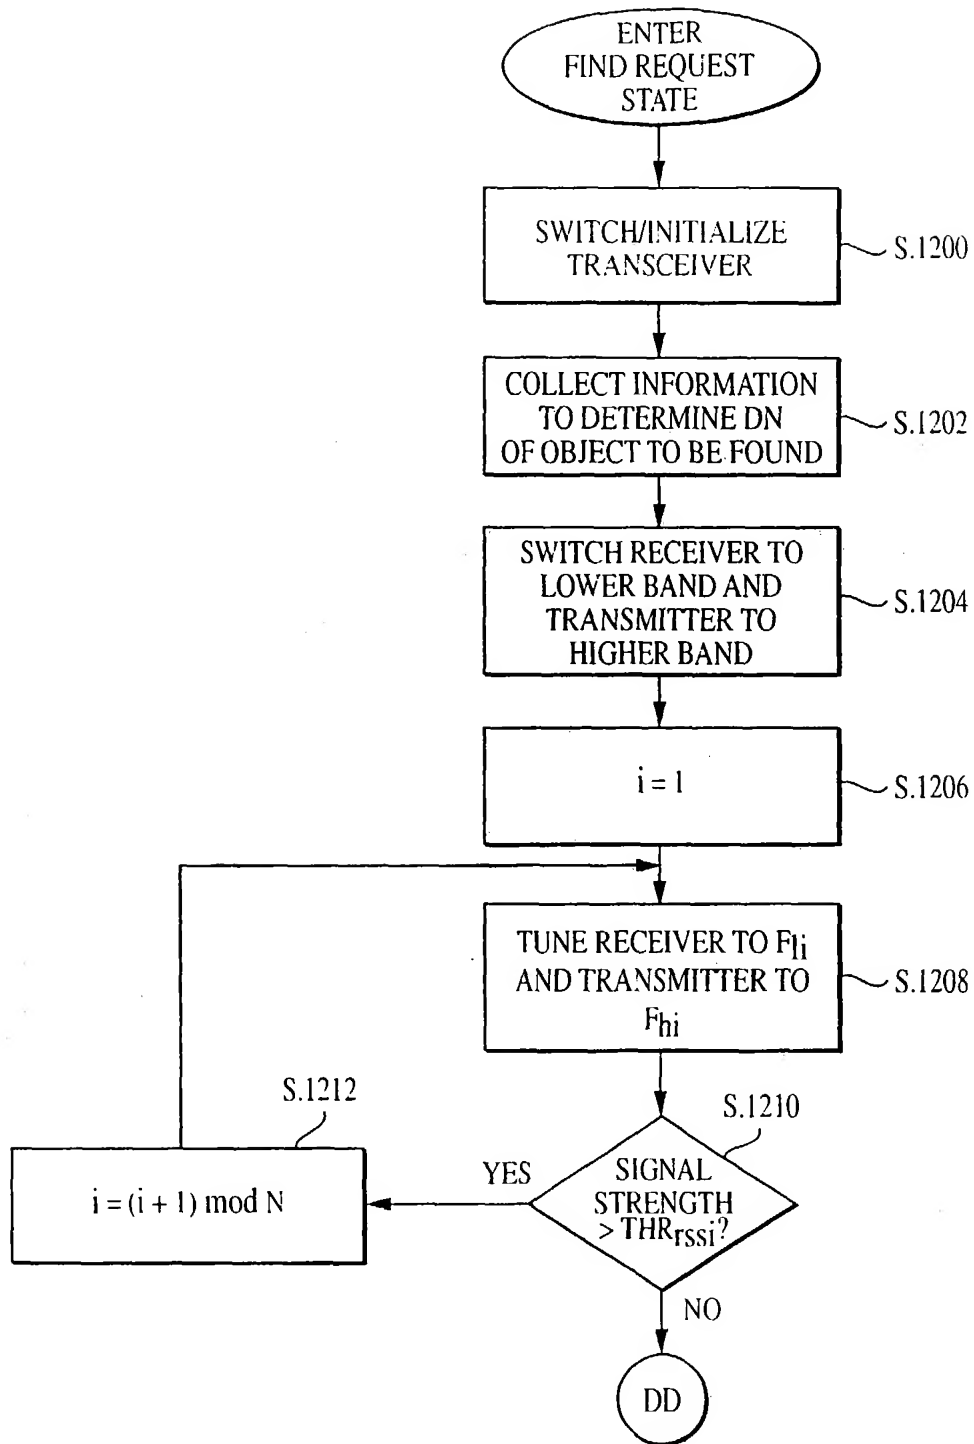 ENTER
FIND REQUEST
STATE
SWITCH/INITIALIZE
TRANSCEIVER
S.1200
COLLECT INFORMATION
TO DETERMINE DN
OF OBJECT TO BE FOUND
S.1202
SWITCH RECEIVER TO
LOWER BAND AND
TRANSMITTER TO
HIGHER BAND
S.1204
i = 1
S.1206
TUNE RECEIVER TO Fli
AND TRANSMITTER TO
Fhi
S.1208
S.1212
i = (i + 1) mod N
YES
S.1210
SIGNAL
STRENGTH
> THRrssi?
NO
DD